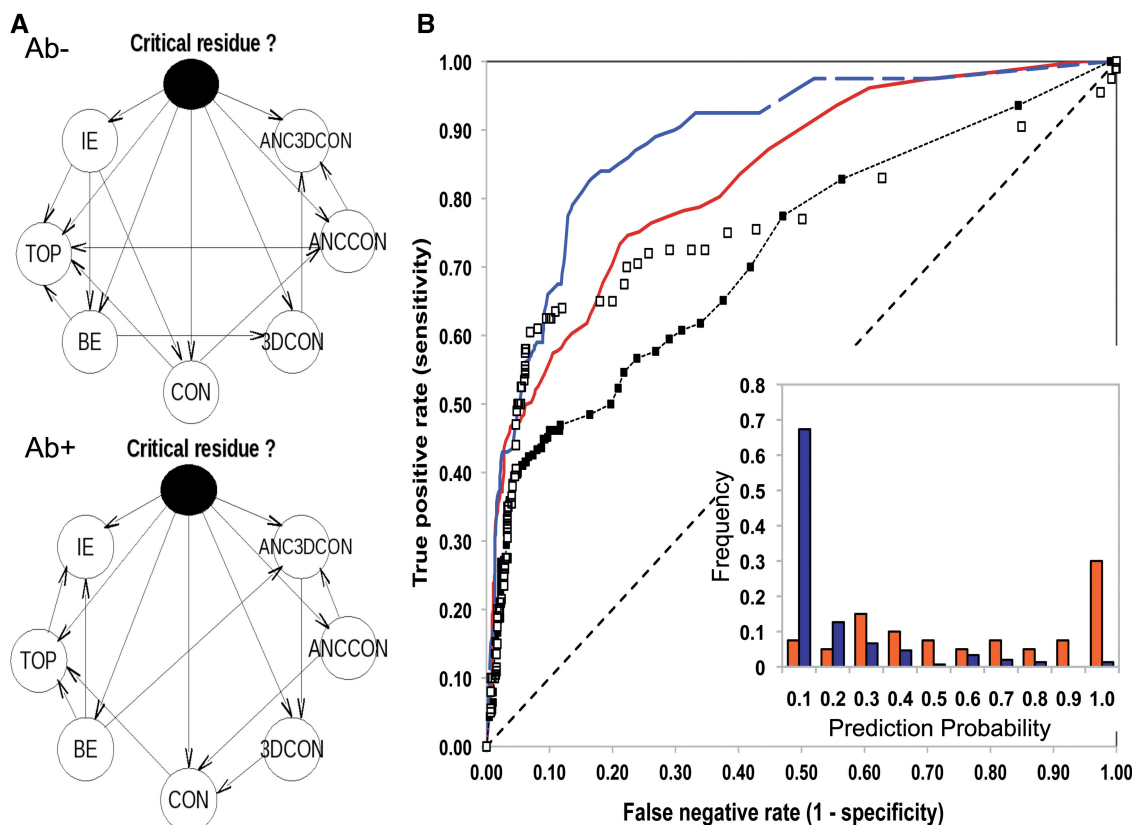 A
Ab-
Critical residue ?
IE
ANC3DCON
TOP
ANCCON
BE
3DCON
CON
Ab+
Critical residue ?
IE
ANC3DCON
TOP
ANCCON
BE
3DCON
CON
B
True positive rate (sensitivity)
1.00
0.90
0.80
0.70
0.60
0.50
0.40
0.30
0.20
0.10
0.00
0.00 0.10 0.20 0.30 0.40 0.50 0.60 0.70 0.80 0.90 1.00
False negative rate (1 - specificity)
Frequency
0.8
0.7
0.6
0.5
0.4
0.3
0.2
0.1
0
0.1 0.2 0.3 0.4 0.5 0.6 0.7 0.8 0.9 1.0
Prediction Probability